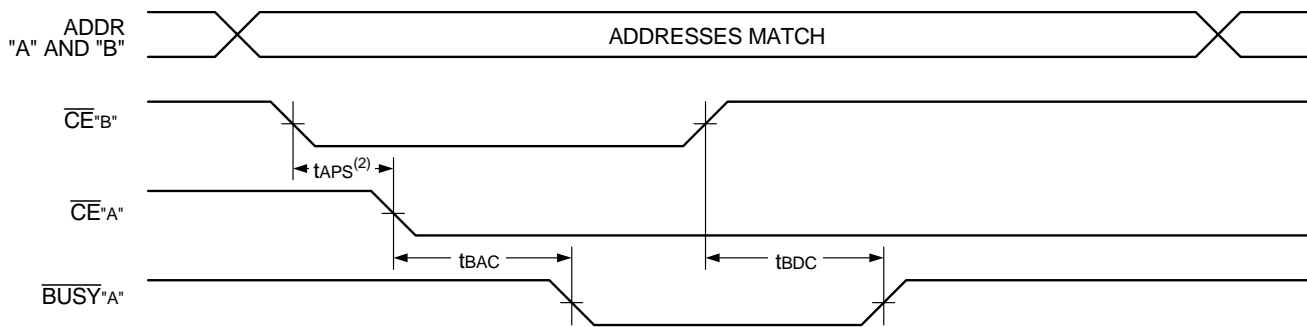 ADDR
"A" AND "B"
ADDRESSES MATCH
CE"B"
tAPS(2)
CE"A"
tBAC
tBDC
BUSY"A"